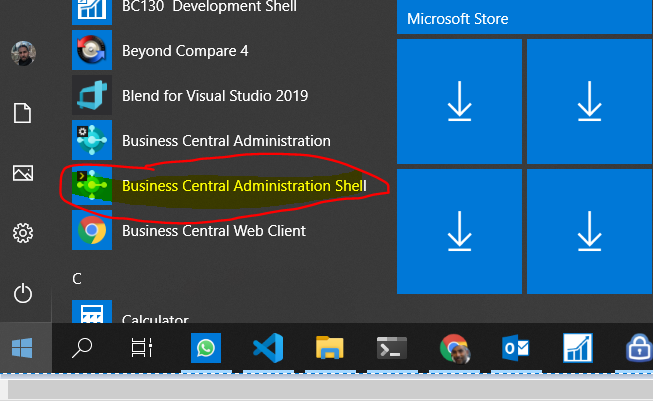 BC130 Development Shell
Microsoft Store
Beyond Compare 4
Blend for Visual Studio 2019
Business Central Administration
Business Central Administration Shell
Business Central Web Client
C
Calculator